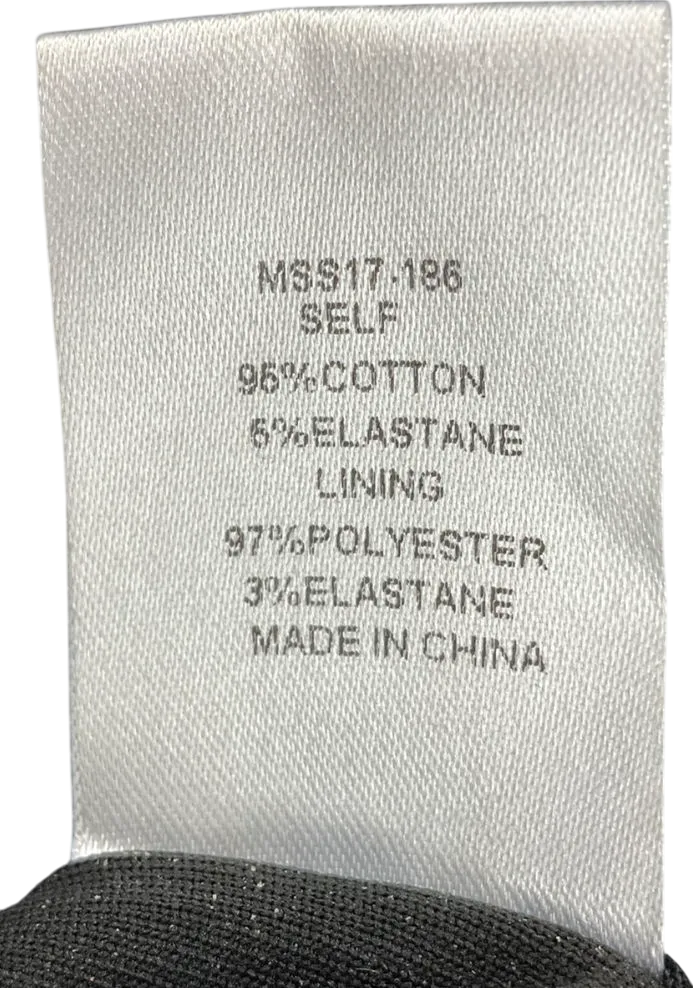 MSS17-186
SELF
95%COTTON
5%ELASTANE
LINING
97%POLYESTER
3%ELASTANE
MADE IN CHINA